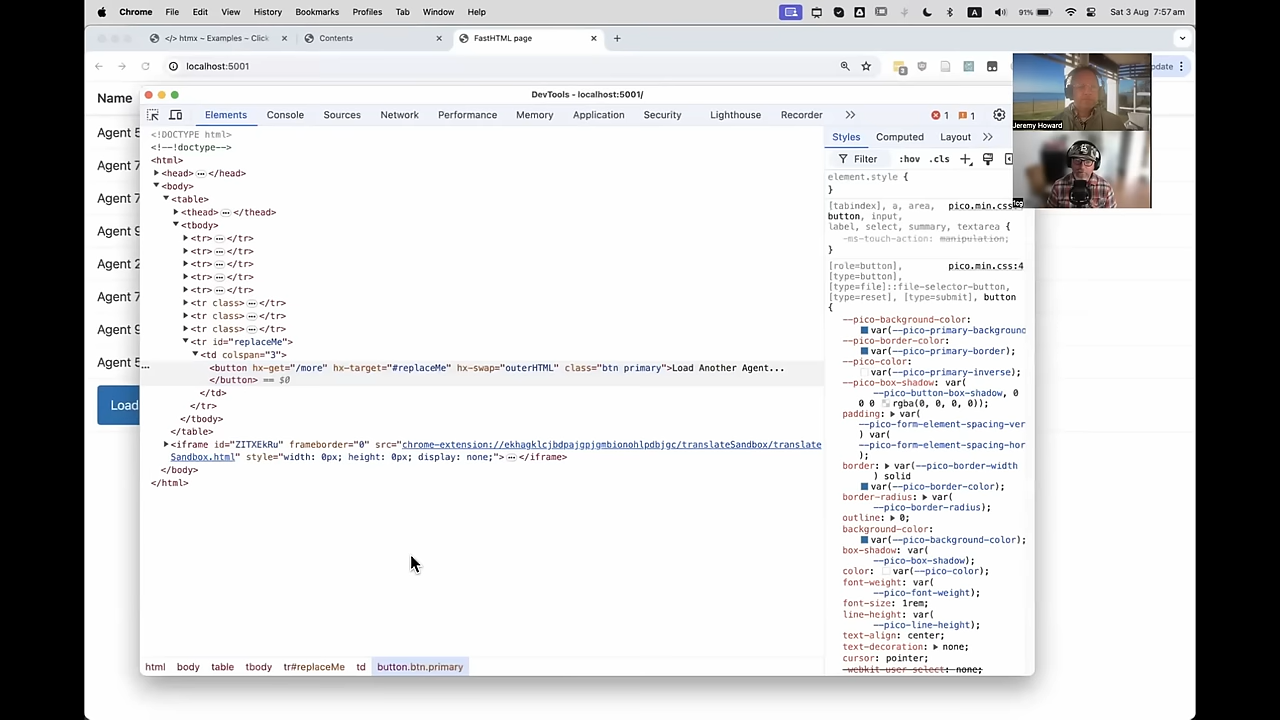 Chrome File Edit View History Bookmarks Profiles Tab Window Help A 91% Sat 3 Aug 7:57 am
</> htmx ~ Examples ~ Click Contents FastHTML page
localhost:5001
DevTools - localhost:5001/
Elements Console Sources Network Performance Memory Application Security Lighthouse Recorder 1 1
Name
Agent 5
Agent 7
Agent 7
Agent 9
Agent 2
Agent 7
Agent 9
Agent 5
Load
<!DOCTYPE html>
<!--!doctype-->
<html>
<head>…</head>
<body>
<table>
<thead>…</thead>
<tbody>
<tr>…</tr>
<tr>…</tr>
<tr>…</tr>
<tr>…</tr>
<tr>…</tr>
<tr class>…</tr>
<tr class>…</tr>
<tr class>…</tr>
<tr id="replaceMe">
<td colspan="3">
<button hx-get="/more" hx-target="#replaceMe" hx-swap="outerHTML" class="btn primary">Load Another Agent...
</button> == $0
</td>
</tr>
</tbody>
</table>
<iframe id="ZITXEkRu" frameborder="0" src="chrome-extension://ekhagklcjbdpajgpjgmbionohlpdbjgc/translateSandbox/translate
Sandbox.html" style="width: 0px; height: 0px; display: none;">…</iframe>
</body>
</html>
html body table tbody tr#replaceMe td button.btn.primary
Styles Computed Layout
Filter :hov .cls
element.style {
}
[tabindex], a, area, pico.min.css:
button, input,
label, select, summary, textarea {
-ms-touch-action: manipulation;
}
[role=button], pico.min.css:4
[type=button],
[type=file]::file-selector-button,
[type=reset], [type=submit], button
{
--pico-background-color:
var(--pico-primary-background
--pico-border-color:
var(--pico-primary-border);
--pico-color:
var(--pico-primary-inverse);
--pico-box-shadow: var(
--pico-button-box-shadow, 0
0 0 rgba(0, 0, 0, 0));
padding: var(
--pico-form-element-spacing-ver
) var(
--pico-form-element-spacing-hor
);
border: var(--pico-border-width
) solid
var(--pico-border-color);
border-radius: var(
--pico-border-radius);
outline: 0;
background-color:
var(--pico-background-color);
box-shadow: var(
--pico-box-shadow);
color: var(--pico-color);
font-weight: var(
--pico-font-weight);
font-size: 1rem;
line-height: var(
--pico-line-height);
text-align: center;
text-decoration: none;
cursor: pointer;
-webkit-user-select: none;
Jeremy Howard
tcg
update